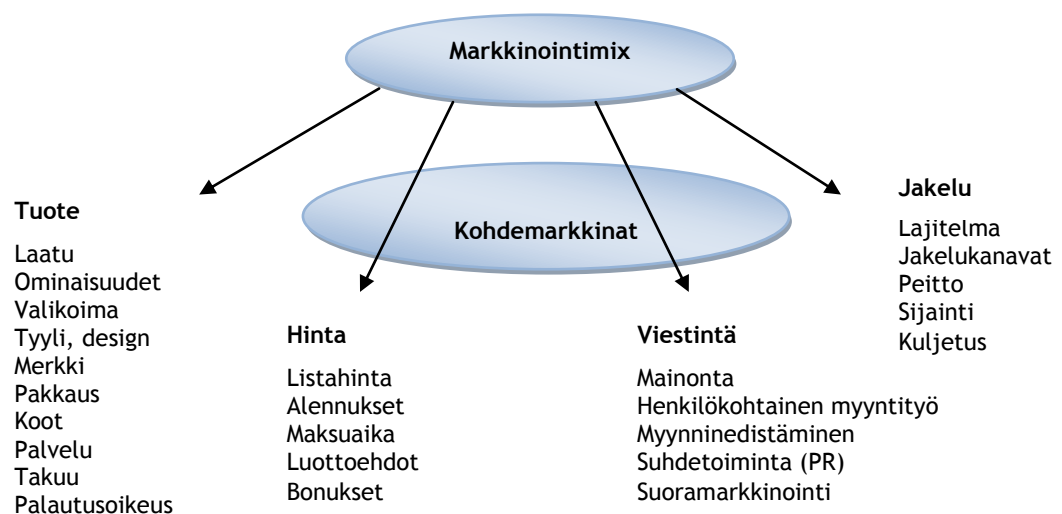 Markkinointimix
Kohdemarkkinat
Tuote
Laatu
Ominaisuudet
Valikoima
Tyyli, design
Merkki
Pakkaus
Koot
Palvelu
Takuu
Palautusoikeus
Hinta
Listahinta
Alennukset
Maksuaika
Luottoehdot
Bonukset
Viestintä
Mainonta
Henkilökohtainen myyntityö
Myynninedistäminen
Suhdetoiminta (PR)
Suoramarkkinointi
Jakelu
Lajitelma
Jakelukanavat
Peitto
Sijainti
Kuljetus